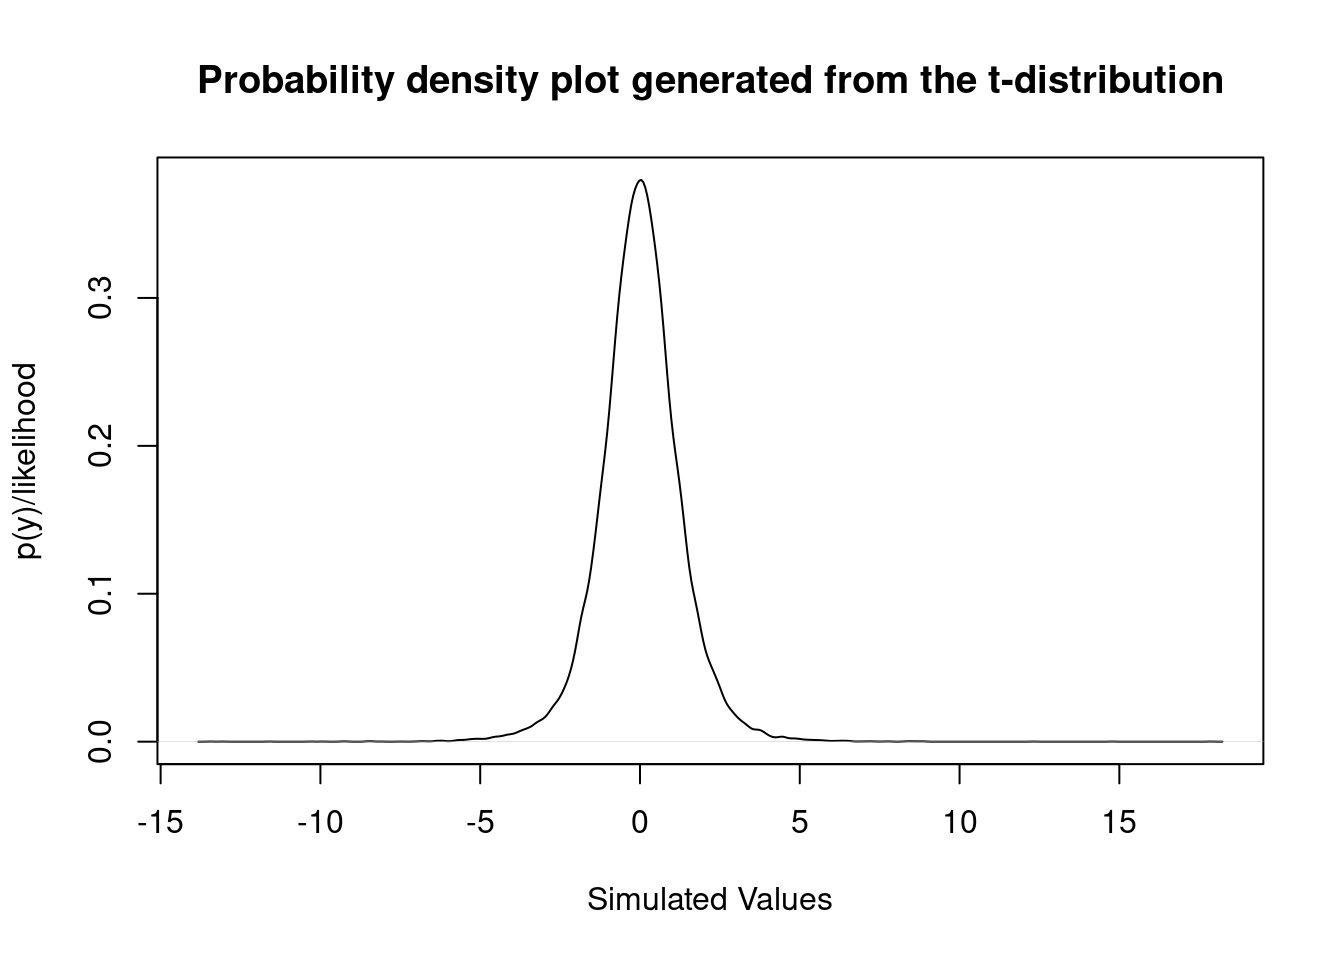 Probability density plot generated from the t-distribution
p(y)/likelihood
0.3
0.2
0.1
0.0
-15 -10 -5 0 5 10 15
Simulated Values